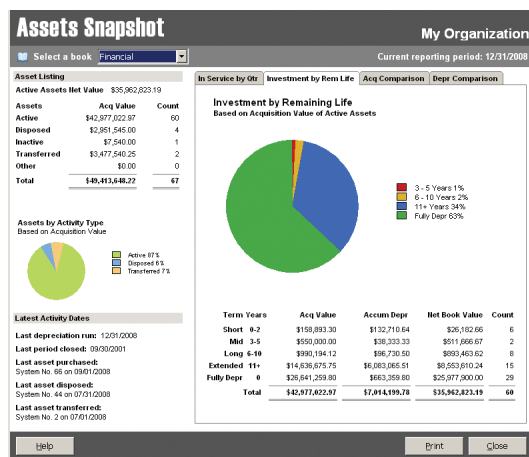 Assets Snapshot
My Organization
Select a book Financial
Current reporting period: 12/31/2008
Asset Listing
Active Assets Net Value $35,962,823.19
Assets Acq Value Count
Active $42,977,022.97 60
Disposed $2,951,545.00 4
Inactive $7,540.00 1
Transferred $3,477,540.25 2
Other $0.00 0
Total $49,413,648.22 67
Assets by Activity Type
Based on Acquisition Value
Active 87%
Disposed 6%
Transferred 7%
Latest Activity Dates
Last depreciation run: 12/31/2008
Last period closed: 09/30/2001
Last asset purchased:
System No. 66 on 09/01/2008
Last asset disposed:
System No. 44 on 07/31/2008
Last asset transferred:
System No. 2 on 07/01/2008
In Service by Qtr Investment by Rem Life Acq Comparison Depr Comparison
Investment by Remaining Life
Based on Acquisition Value of Active Assets
3 - 5 Years 1%
6 - 10 Years 2%
11+ Years 34%
Fully Depr 63%
Term Years Acq Value Accum Depr Net Book Value Count
Short 0-2 $158,893.30 $132,710.64 $26,182.66 6
Mid 3-5 $550,000.00 $38,333.33 $511,666.67 2
Long 6-10 $990,194.12 $96,730.50 $893,463.62 8
Extended 11+ $14,636,675.75 $6,083,065.51 $8,553,610.24 15
Fully Depr 0 $26,641,259.80 $663,359.80 $25,977,900.00 29
Total $42,977,022.97 $7,014,199.78 $35,962,823.19 60
Help
Print
Close